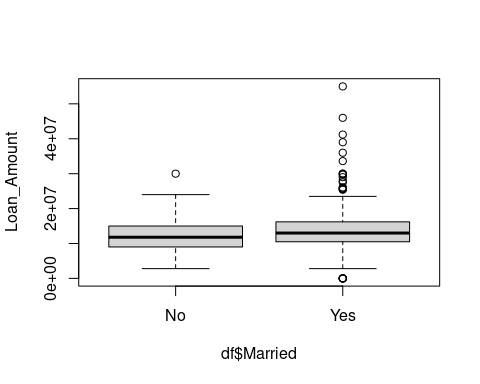 Loan_Amount
4e+07
2e+07
0e+00
No
Yes
df$Married